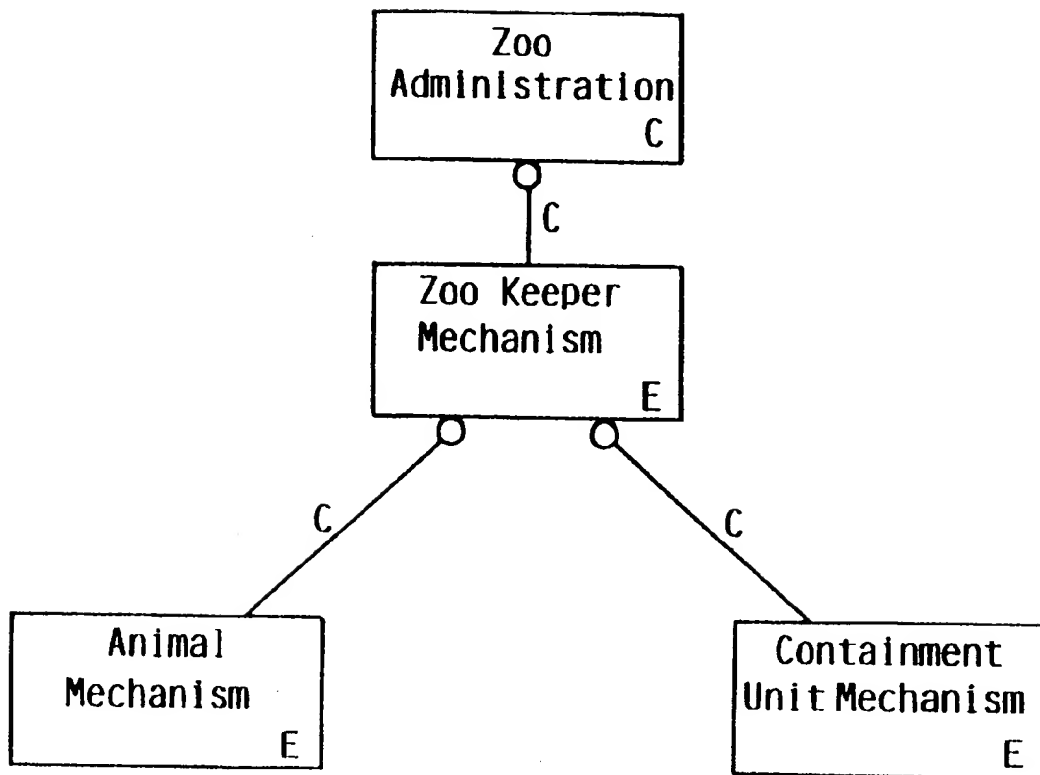 Zoo
Administration
C
C
Zoo Keeper
Mechanism
E
C
C
Animal
Mechanism
E
Containment
Unit Mechanism
E